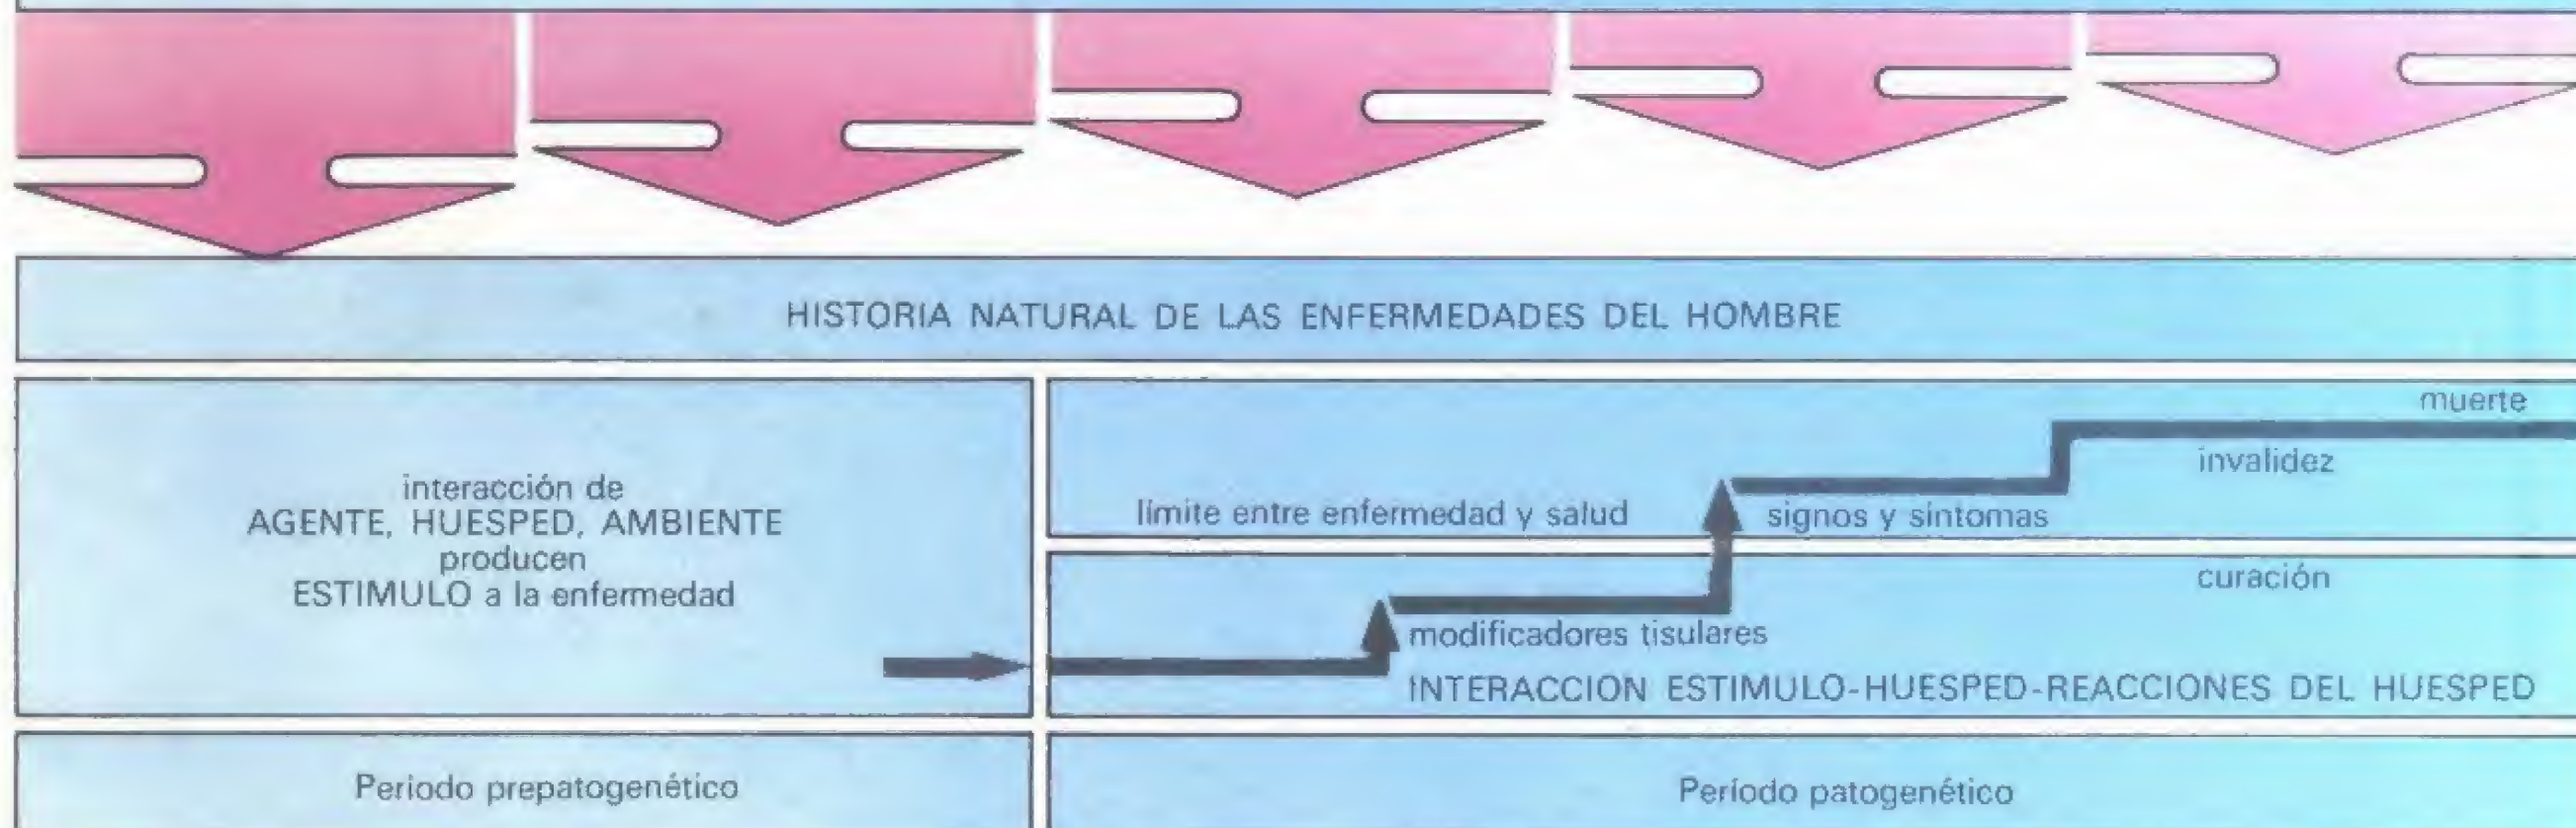 HISTORIA NATURAL DE LAS ENFERMEDADES DEL HOMBRE
interacción de
AGENTE, HUESPED, AMBIENTE
producen
ESTIMULO a la enfermedad
muerte
invalidez
límite entre enfermedad y salud
signos y síntomas
curación
modificadores tisulares
INTERACCION ESTIMULO-HUESPED-REACCIONES DEL HUESPED
Periodo prepatogenético
Período patogenético